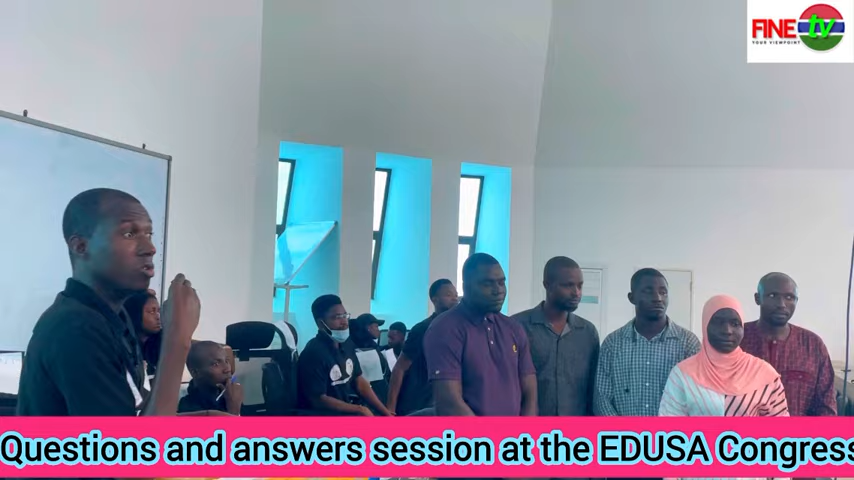 FINE tv
YOUR VIEWPOINT
Questions and answers session at the EDUSA Congress